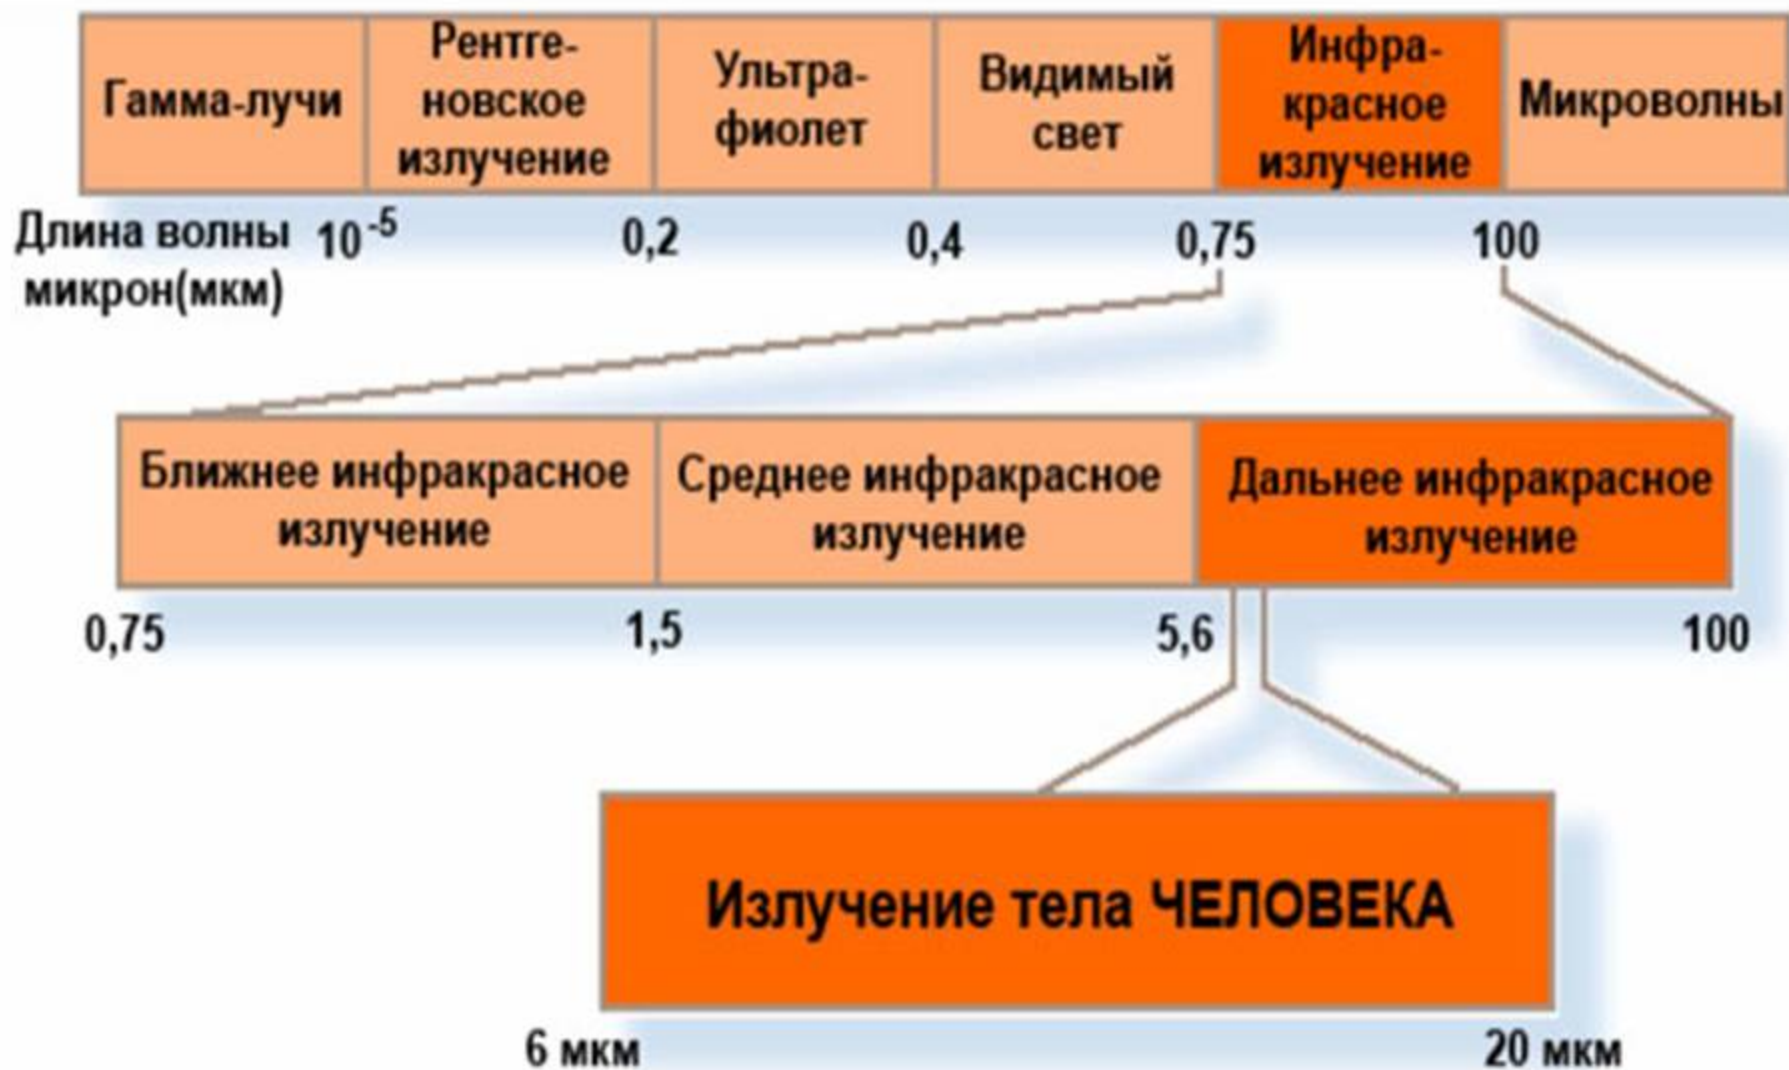 Гамма-лучи
Рентге-
новское
излучение
Ультра-
фиолет
Видимый
свет
Инфра-
красное
излучение
Микроволны
Длина волны
микрон(мкм)
10⁻⁵
0,2
0,4
0,75
100
Ближнее инфракрасное
излучение
Среднее инфракрасное
излучение
Дальнее инфракрасное
излучение
0,75
1,5
5,6
100
Излучение тела ЧЕЛОВЕКА
6 мкм
20 мкм